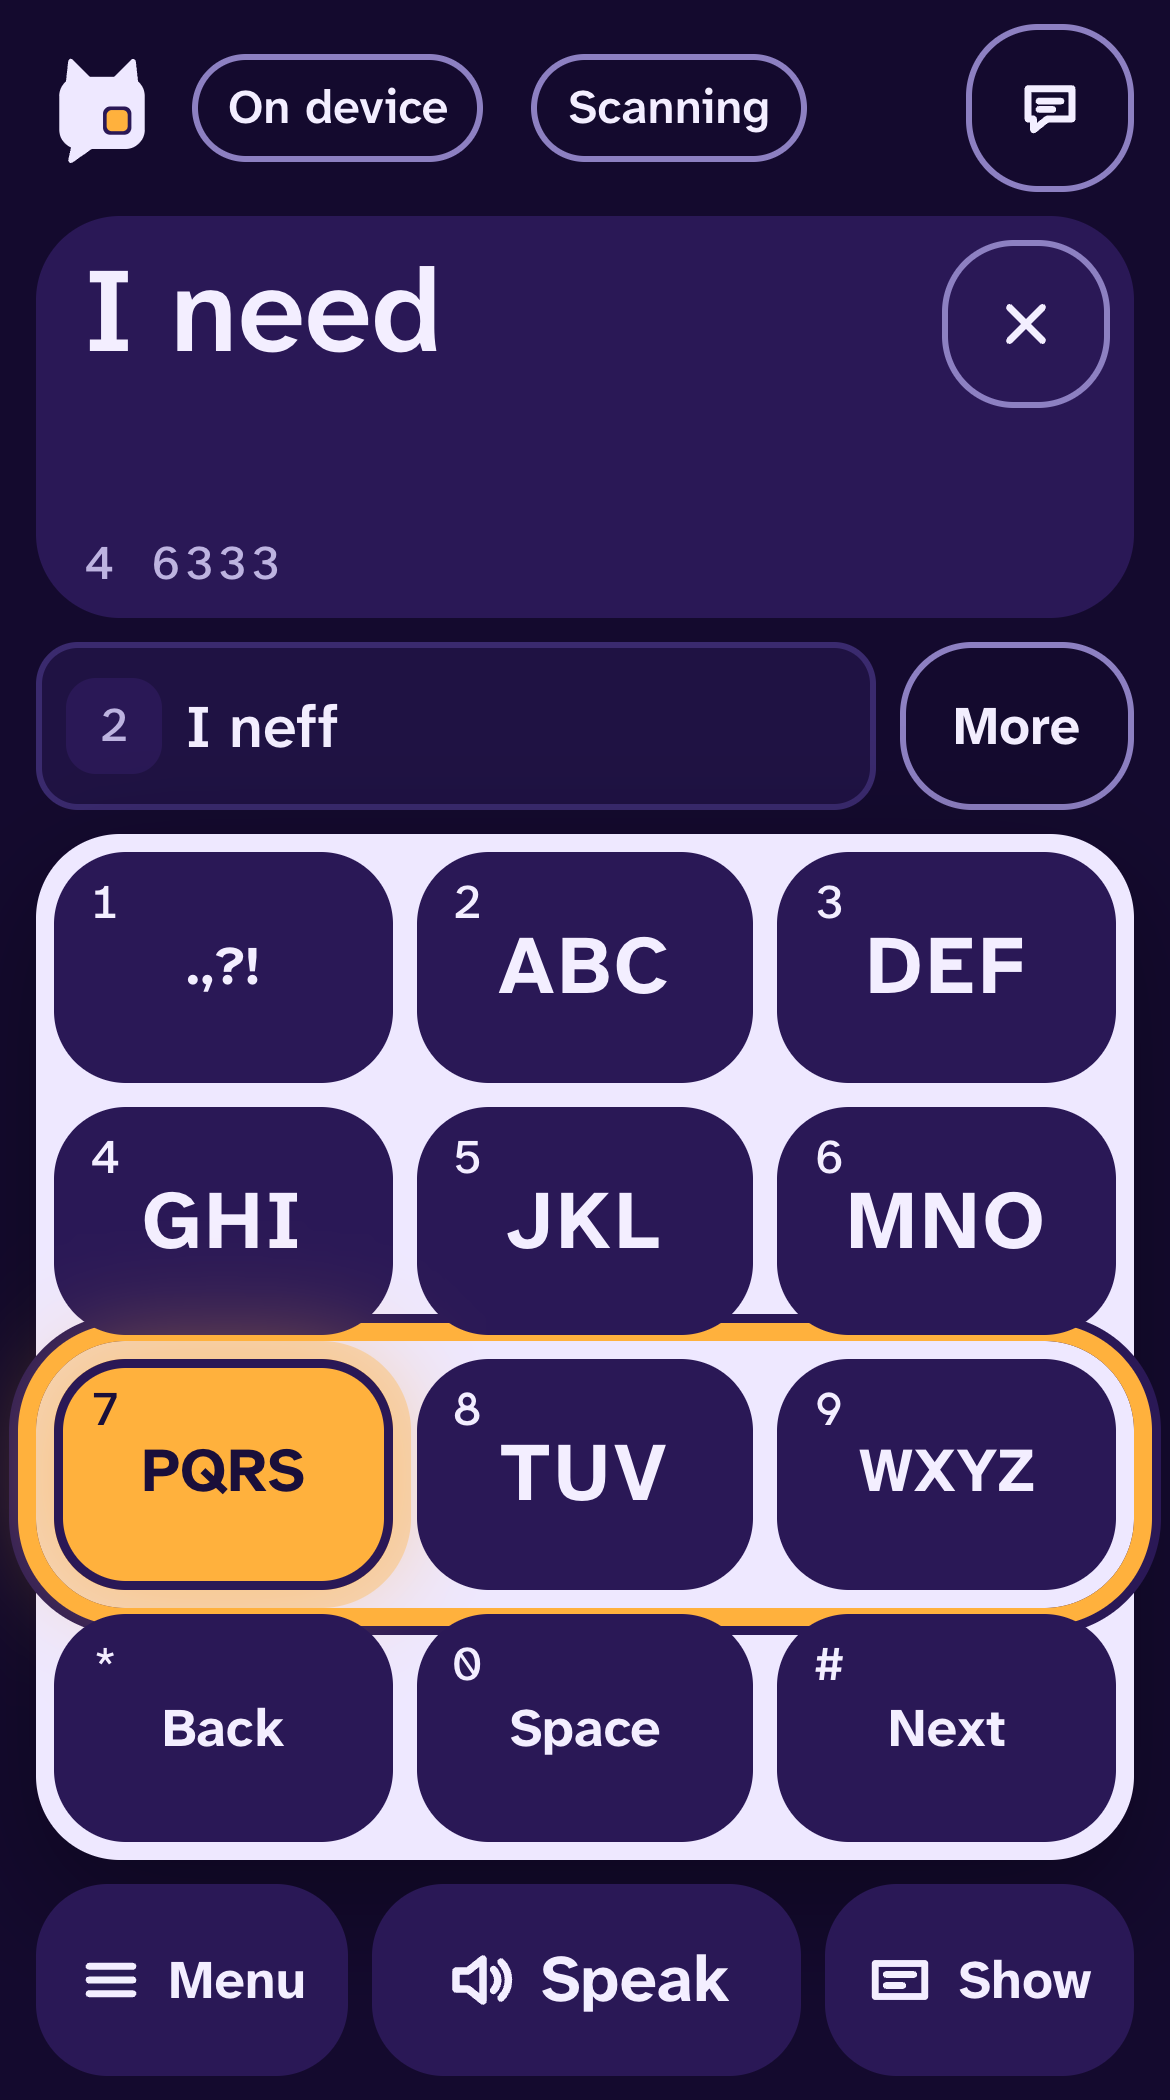 On device
Scanning
I need
4 6333
2 I neff
More
1 .,?!
2 ABC
3 DEF
4 GHI
5 JKL
6 MNO
7 PQRS
8 TUV
9 WXYZ
* Back
0 Space
# Next
Menu
Speak
Show